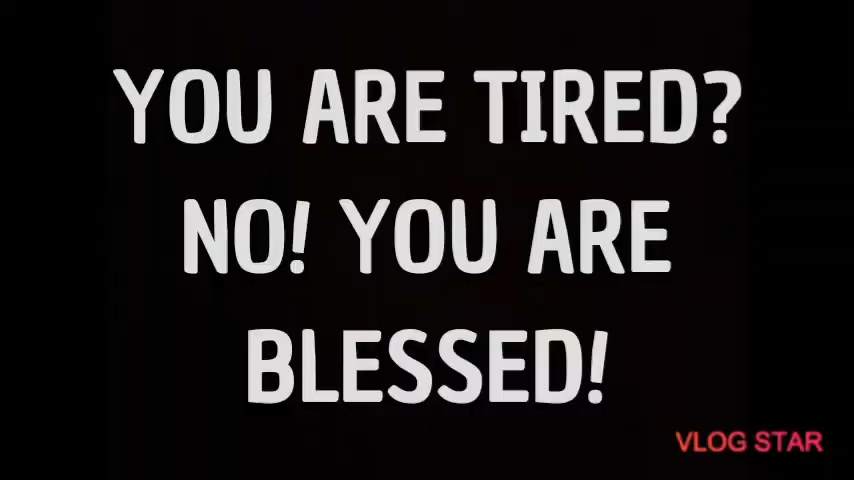 YOU ARE TIRED?
NO! YOU ARE
BLESSED!
VLOG STAR